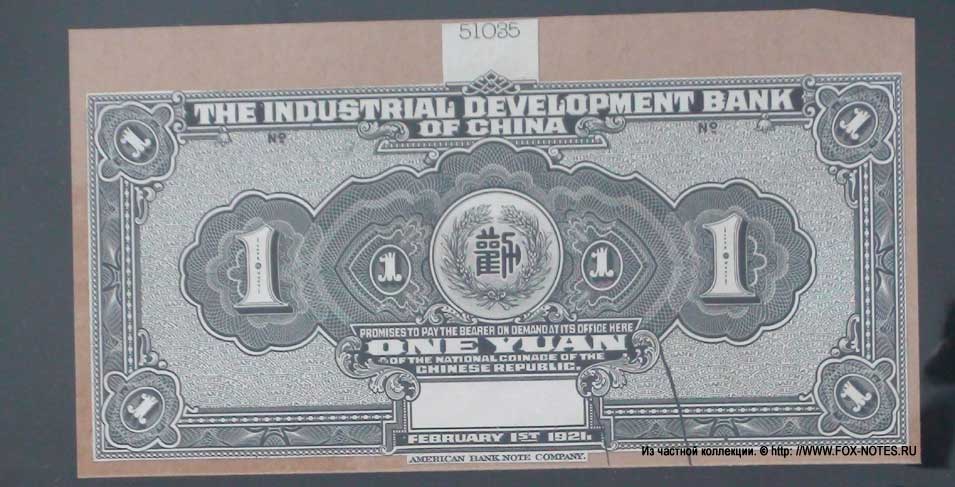 51035
THE INDUSTRIAL DEVELOPMENT BANK
OF CHINA
Nº Nº
1 1
1 1 1 1
PROMISES TO PAY THE BEARER ON DEMAND AT ITS OFFICE HERE
ONE YUAN
OF THE NATIONAL COINAGE OF THE
CHINESE REPUBLIC.
1 1
FEBRUARY 1ST 1921.
AMERICAN BANK NOTE COMPANY.
Из частной коллекции. © http: //WWW.FOX-NOTES.RU